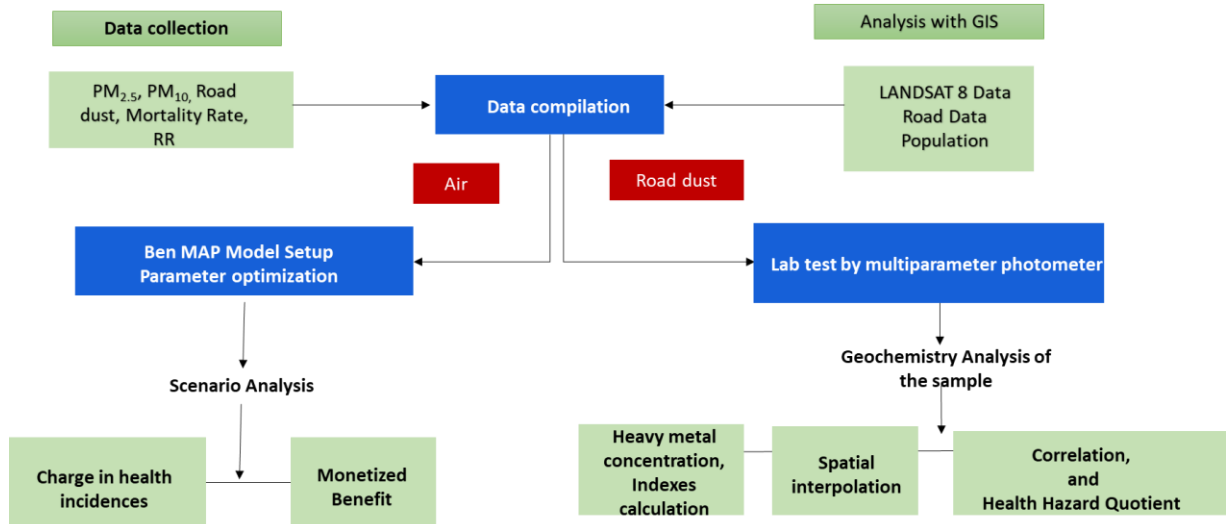 Data collection
Analysis with GIS
PM2.5, PM10, Road
dust, Mortality Rate,
RR
Data compilation
LANDSAT 8 Data
Road Data
Population
Air
Road dust
Ben MAP Model Setup
Parameter optimization
Lab test by multiparameter photometer
Scenario Analysis
Geochemistry Analysis of
the sample
Charge in health
incidences
Monetized
Benefit
Heavy metal
concentration,
Indexes
calculation
Spatial
interpolation
Correlation,
and
Health Hazard Quotient